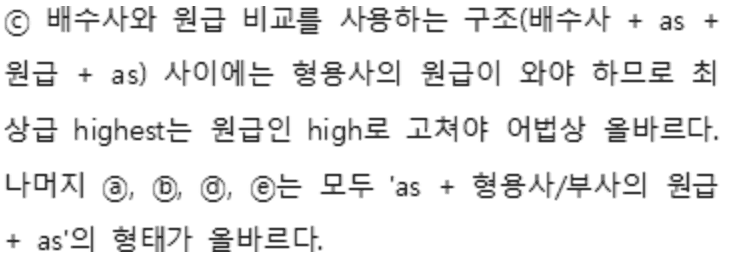 ⓒ 배수사와 원급 비교를 사용하는 구조(배수사 + as +
원급 + as) 사이에는 형용사의 원급이 와야 하므로 최
상급 highest는 원급인 high로 고쳐야 어법상 올바르다.
나머지 ⓐ, ⓑ, ⓓ, ⓔ는 모두 'as + 형용사/부사의 원급
+ as'의 형태가 올바르다.